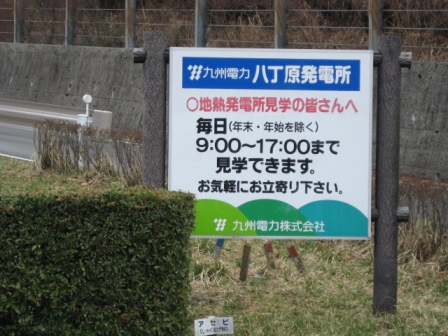 九州電力 八丁原発電所
○地熱発電所見学の皆さんへ
毎日(年末・年始を除く)
9:00~17:00まで
見学できます。
お気軽にお立寄り下さい。
九州電力株式会社
アセビ